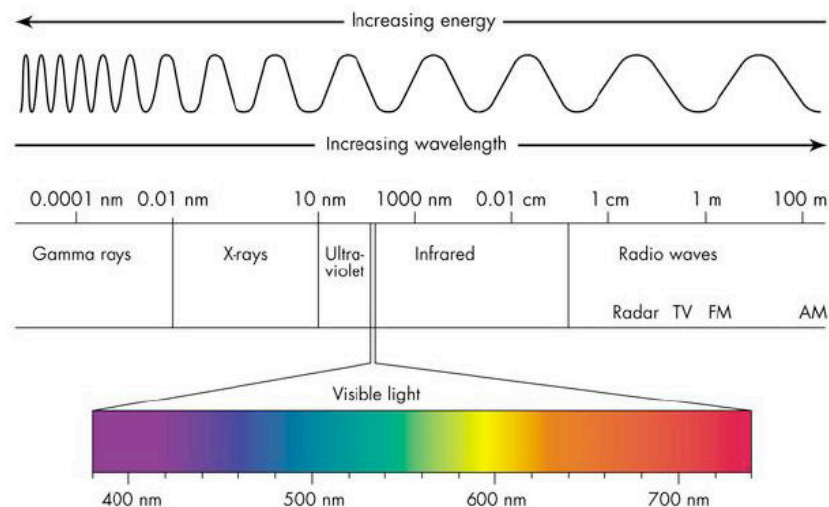 Increasing energy
Increasing wavelength
0.0001 nm 0.01 nm 10 nm 1000 nm 0.01 cm 1 cm 1 m 100 m
Gamma rays X-rays Ultra- Infrared Radio waves
violet
Radar TV FM AM
Visible light
400 nm 500 nm 600 nm 700 nm